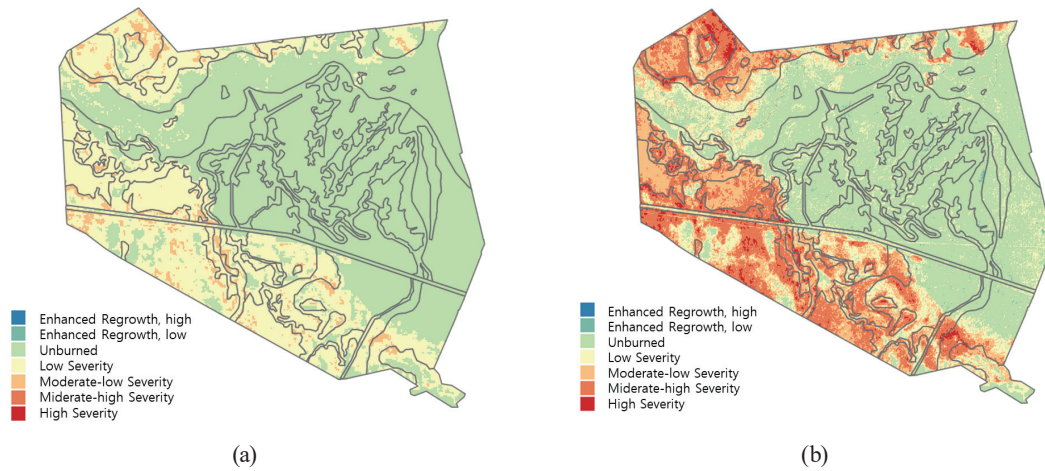 Enhanced Regrowth, high
Enhanced Regrowth, low
Unburned
Low Severity
Moderate-low Severity
Miderate-high Severity
High Severity
(a)
Enhanced Regrowth, high
Enhanced Regrowth, low
Unburned
Low Severity
Moderate-low Severity
Miderate-high Severity
High Severity
(b)